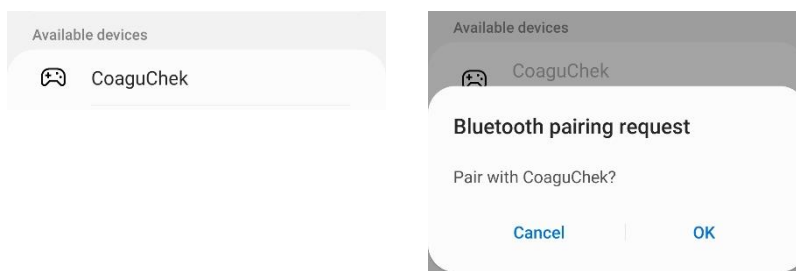 Available devices
CoaguChek
Available devices
CoaguChek
Bluetooth pairing request
Pair with CoaguChek?
Cancel
OK